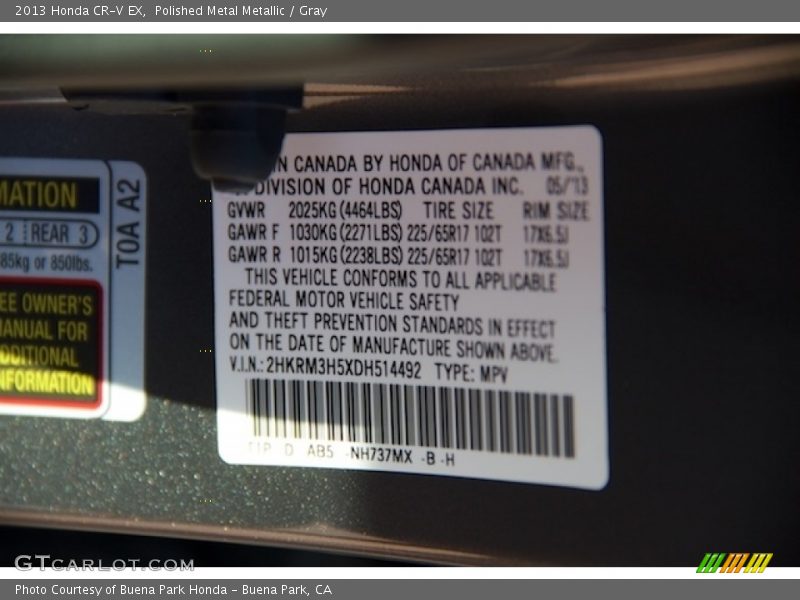 2013 Honda CR-V EX,  Polished Metal Metallic / Gray
MATION
2 REAR 3
85kg or 850lbs.
EE OWNER'S
MANUAL FOR
DDITIONAL
NFORMATION
TOA A2
N CANADA BY HONDA OF CANADA MFG.,
DIVISION OF HONDA CANADA INC. 05/13
GVWR 2025KG (4464LBS) TIRE SIZE RIM SIZE
GAWR F 1030KG (2271LBS) 225/65R17 102T 17X6.5J
GAWR R 1015KG (2238LBS) 225/65R17 102T 17X6.5J
THIS VEHICLE CONFORMS TO ALL APPLICABLE
FEDERAL MOTOR VEHICLE SAFETY
AND THEFT PREVENTION STANDARDS IN EFFECT
ON THE DATE OF MANUFACTURE SHOWN ABOVE.
V.I.N.: 2HKRM3H5XDH514492 TYPE: MPV
D AB5 -NH737MX -B -H
GTCARLOT.COM
Photo Courtesy of Buena Park Honda - Buena Park, CA